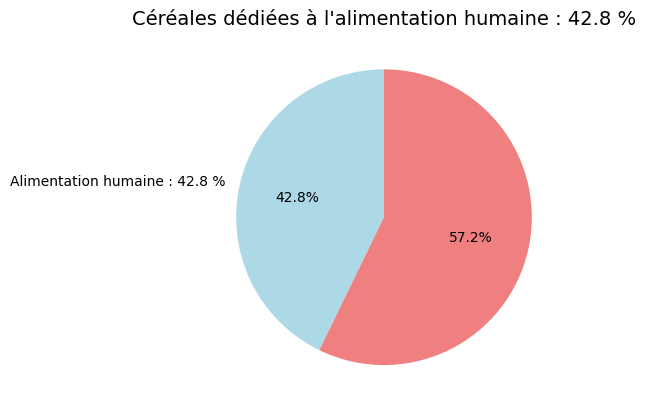 Céréales dédiées à l'alimentation humaine : 42.8 %
Alimentation humaine : 42.8 %
42.8%
57.2%